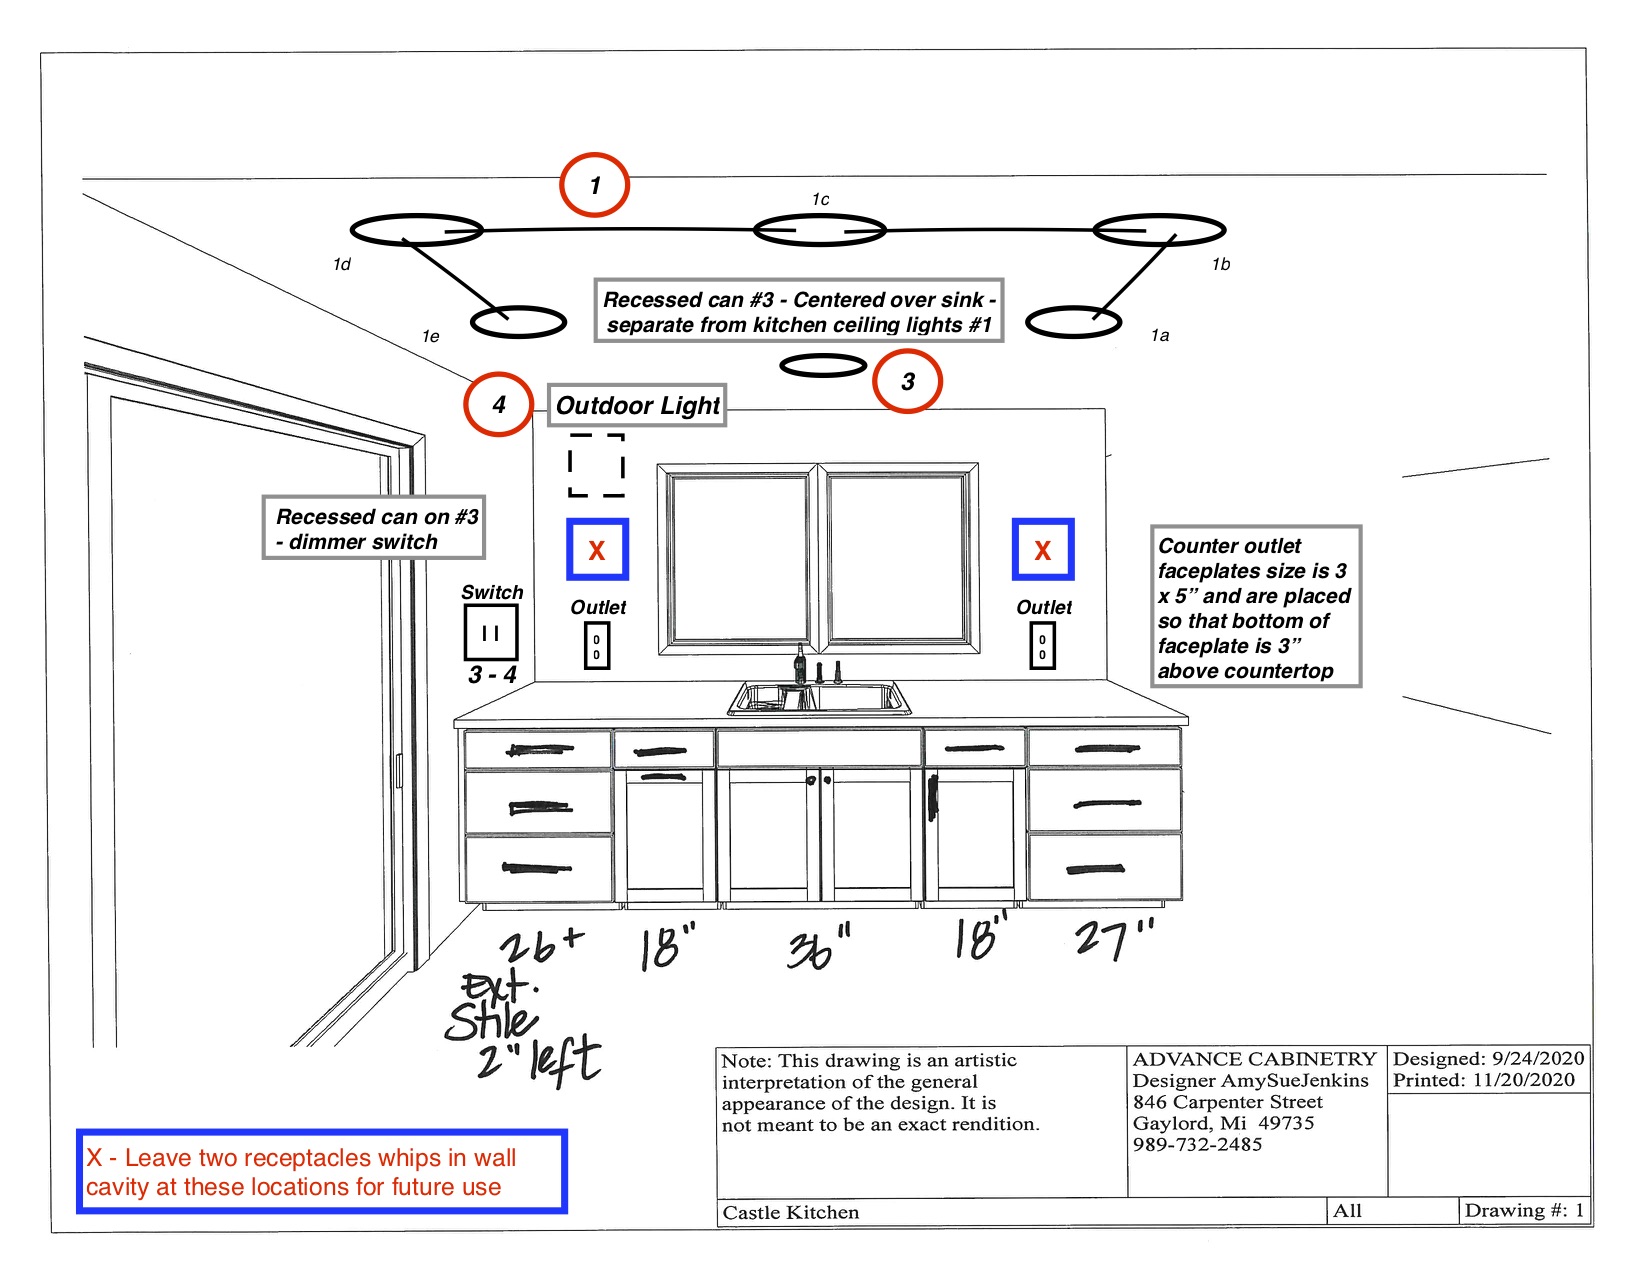 1
1c
1d
1b
Recessed can #3 - Centered over sink -
separate from kitchen ceiling lights #1
1e
1a
3
4
Outdoor Light
Recessed can on #3
- dimmer switch
X
X
Counter outlet
faceplates size is 3
x 5” and are placed
so that bottom of
faceplate is 3”
above countertop
Switch
Outlet
Outlet
3 - 4
26 +
Ext.
Stile
2" left
18"
36"
18"
27"
Note: This drawing is an artistic
interpretation of the general
appearance of the design. It is
not meant to be an exact rendition.
ADVANCE CABINETRY
Designer AmySueJenkins
846 Carpenter Street
Gaylord, Mi 49735
989-732-2485
Designed: 9/24/2020
Printed: 11/20/2020
X - Leave two receptacles whips in wall
cavity at these locations for future use
Castle Kitchen
All
Drawing #: 1